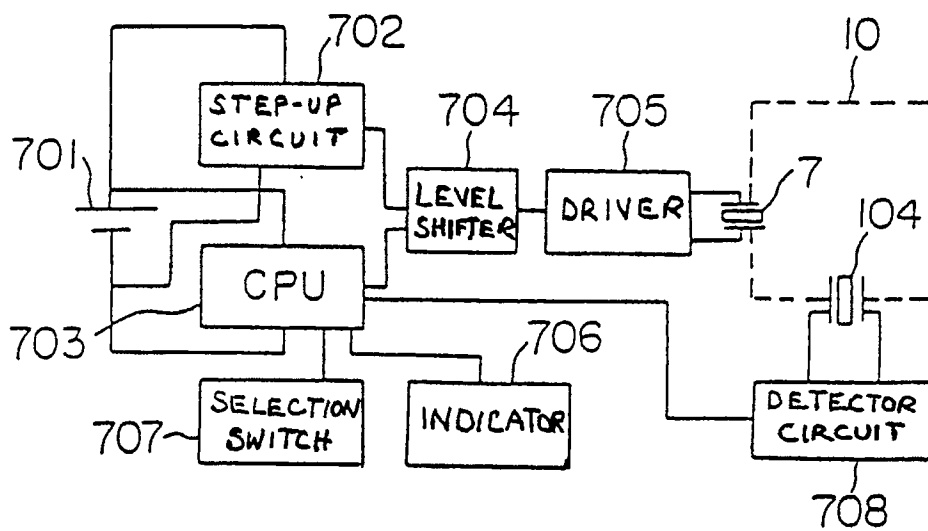 702
10
STEP-UP
CIRCUIT
704
705
701
7
LEVEL
SHIFTER
DRIVER
104
CPU
703
706
SELECTION
SWITCH
INDICATOR
DETECTOR
CIRCUIT
707
708